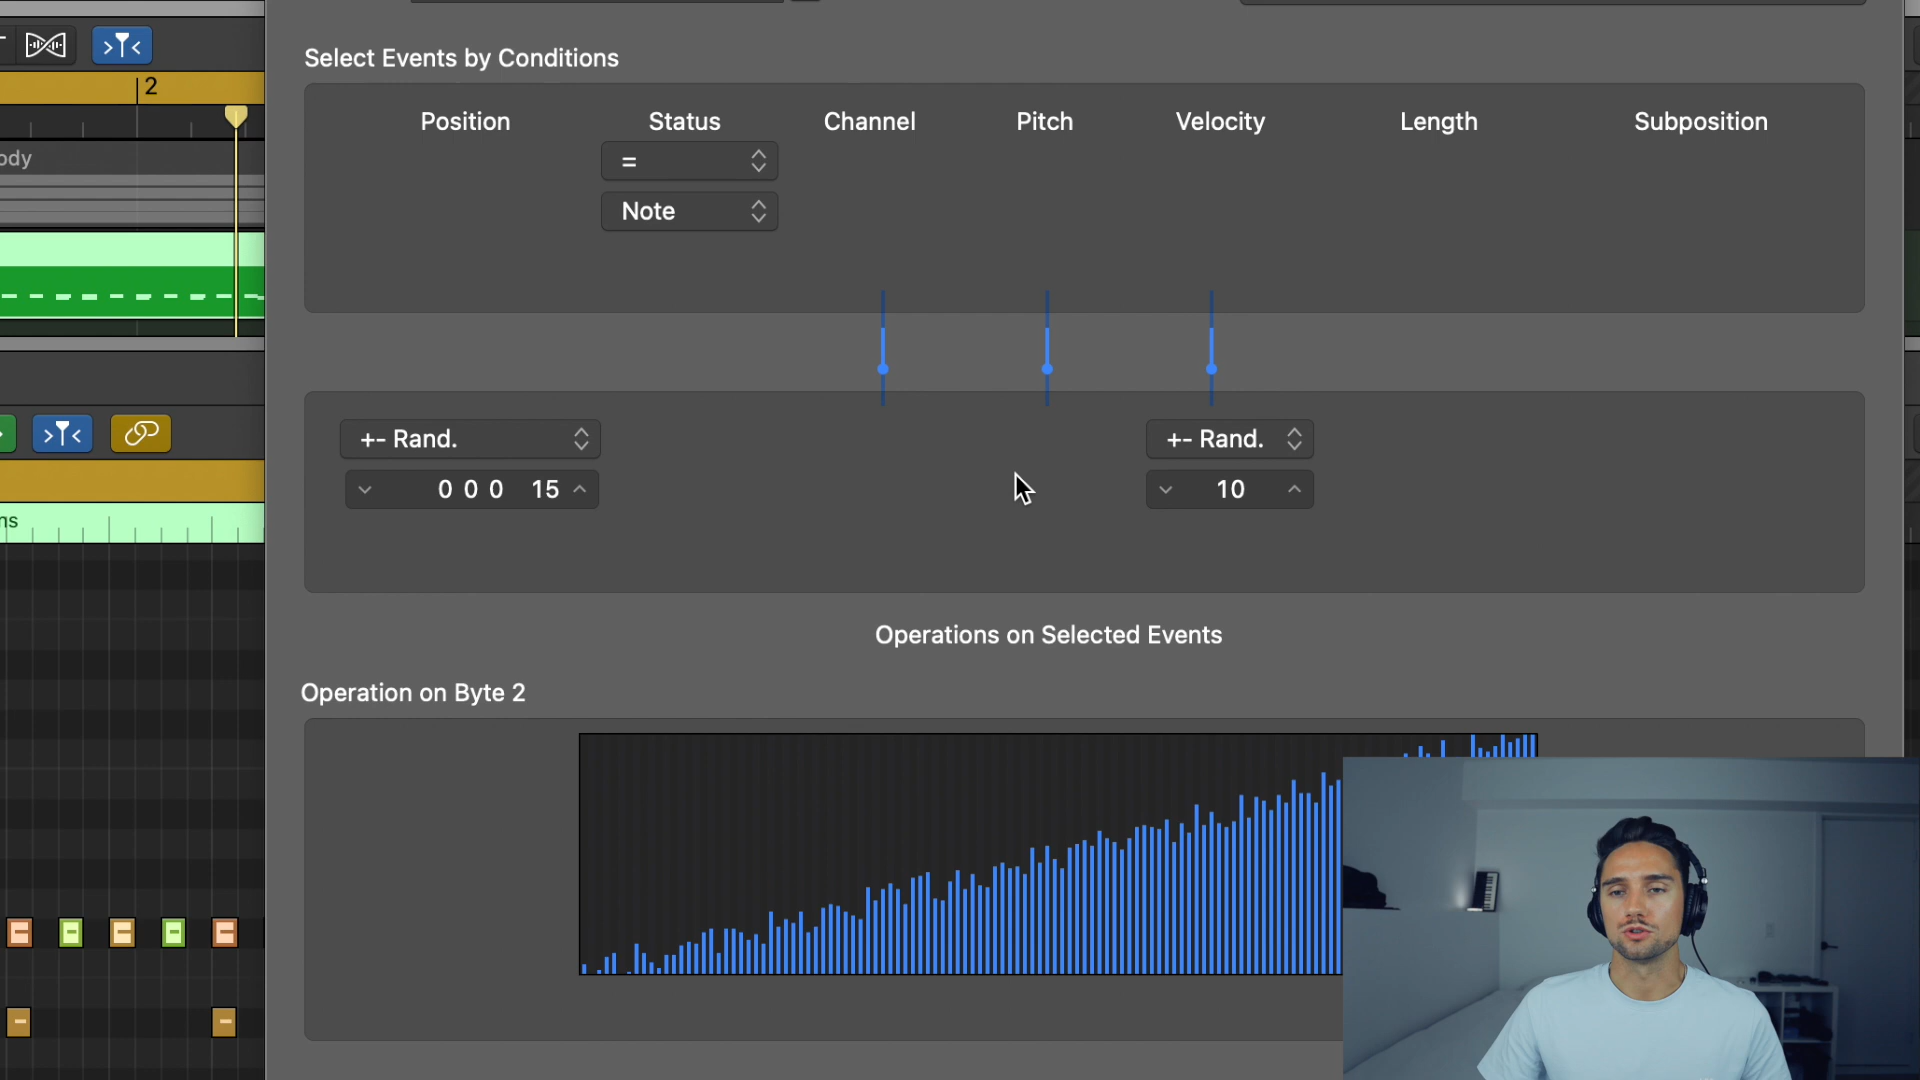 Select Events by Conditions
2
Position Status Channel Pitch Velocity Length Subposition
=
ody
Note
+- Rand. +- Rand.
0 0 0 15 10
ns
Operations on Selected Events
Operation on Byte 2